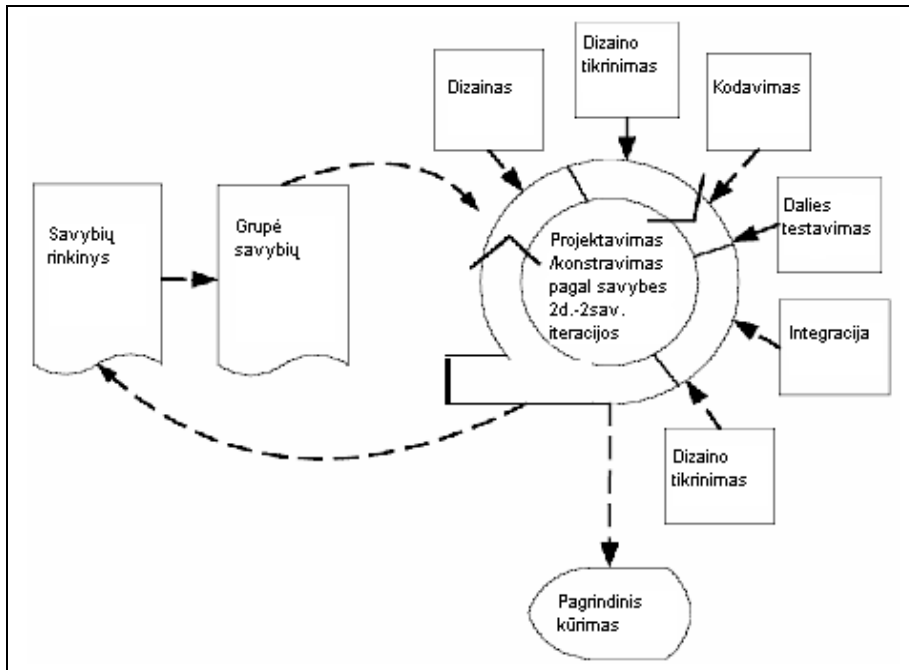 Savybių
rinkinys
Grupė
savybių
Dizainas
Dizaino
tikrinimas
Kodavimas
Dalies
testavimas
Integracija
Dizaino
tikrinimas
Projektavimas
/konstravimas
pagal savybes
2d.-2sav.
iteracijos
Pagrindinis
kūrimas